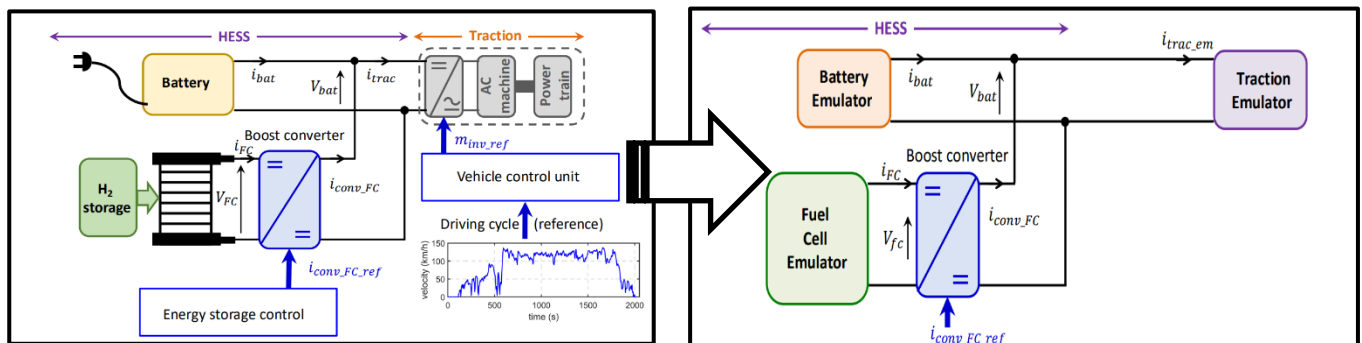 HESS
Traction
Battery
i_bat
V_bat
i_trac
AC
machine
Power
train
Boost converter
i_FC
m_inv_ref
H₂
storage
V_FC
i_conv_FC
Vehicle control unit
Driving cycle (reference)
i_conv_FC_ref
Energy storage control
velocity (km/h)
150
100
50
0
0
500
1000
1500
2000
time (s)
HESS
i_trac_em
Battery
Emulator
i_bat
V_bat
Traction
Emulator
Boost converter
i_FC
Fuel
Cell
Emulator
V_fc
i_conv_FC
i_conv_FC_ref